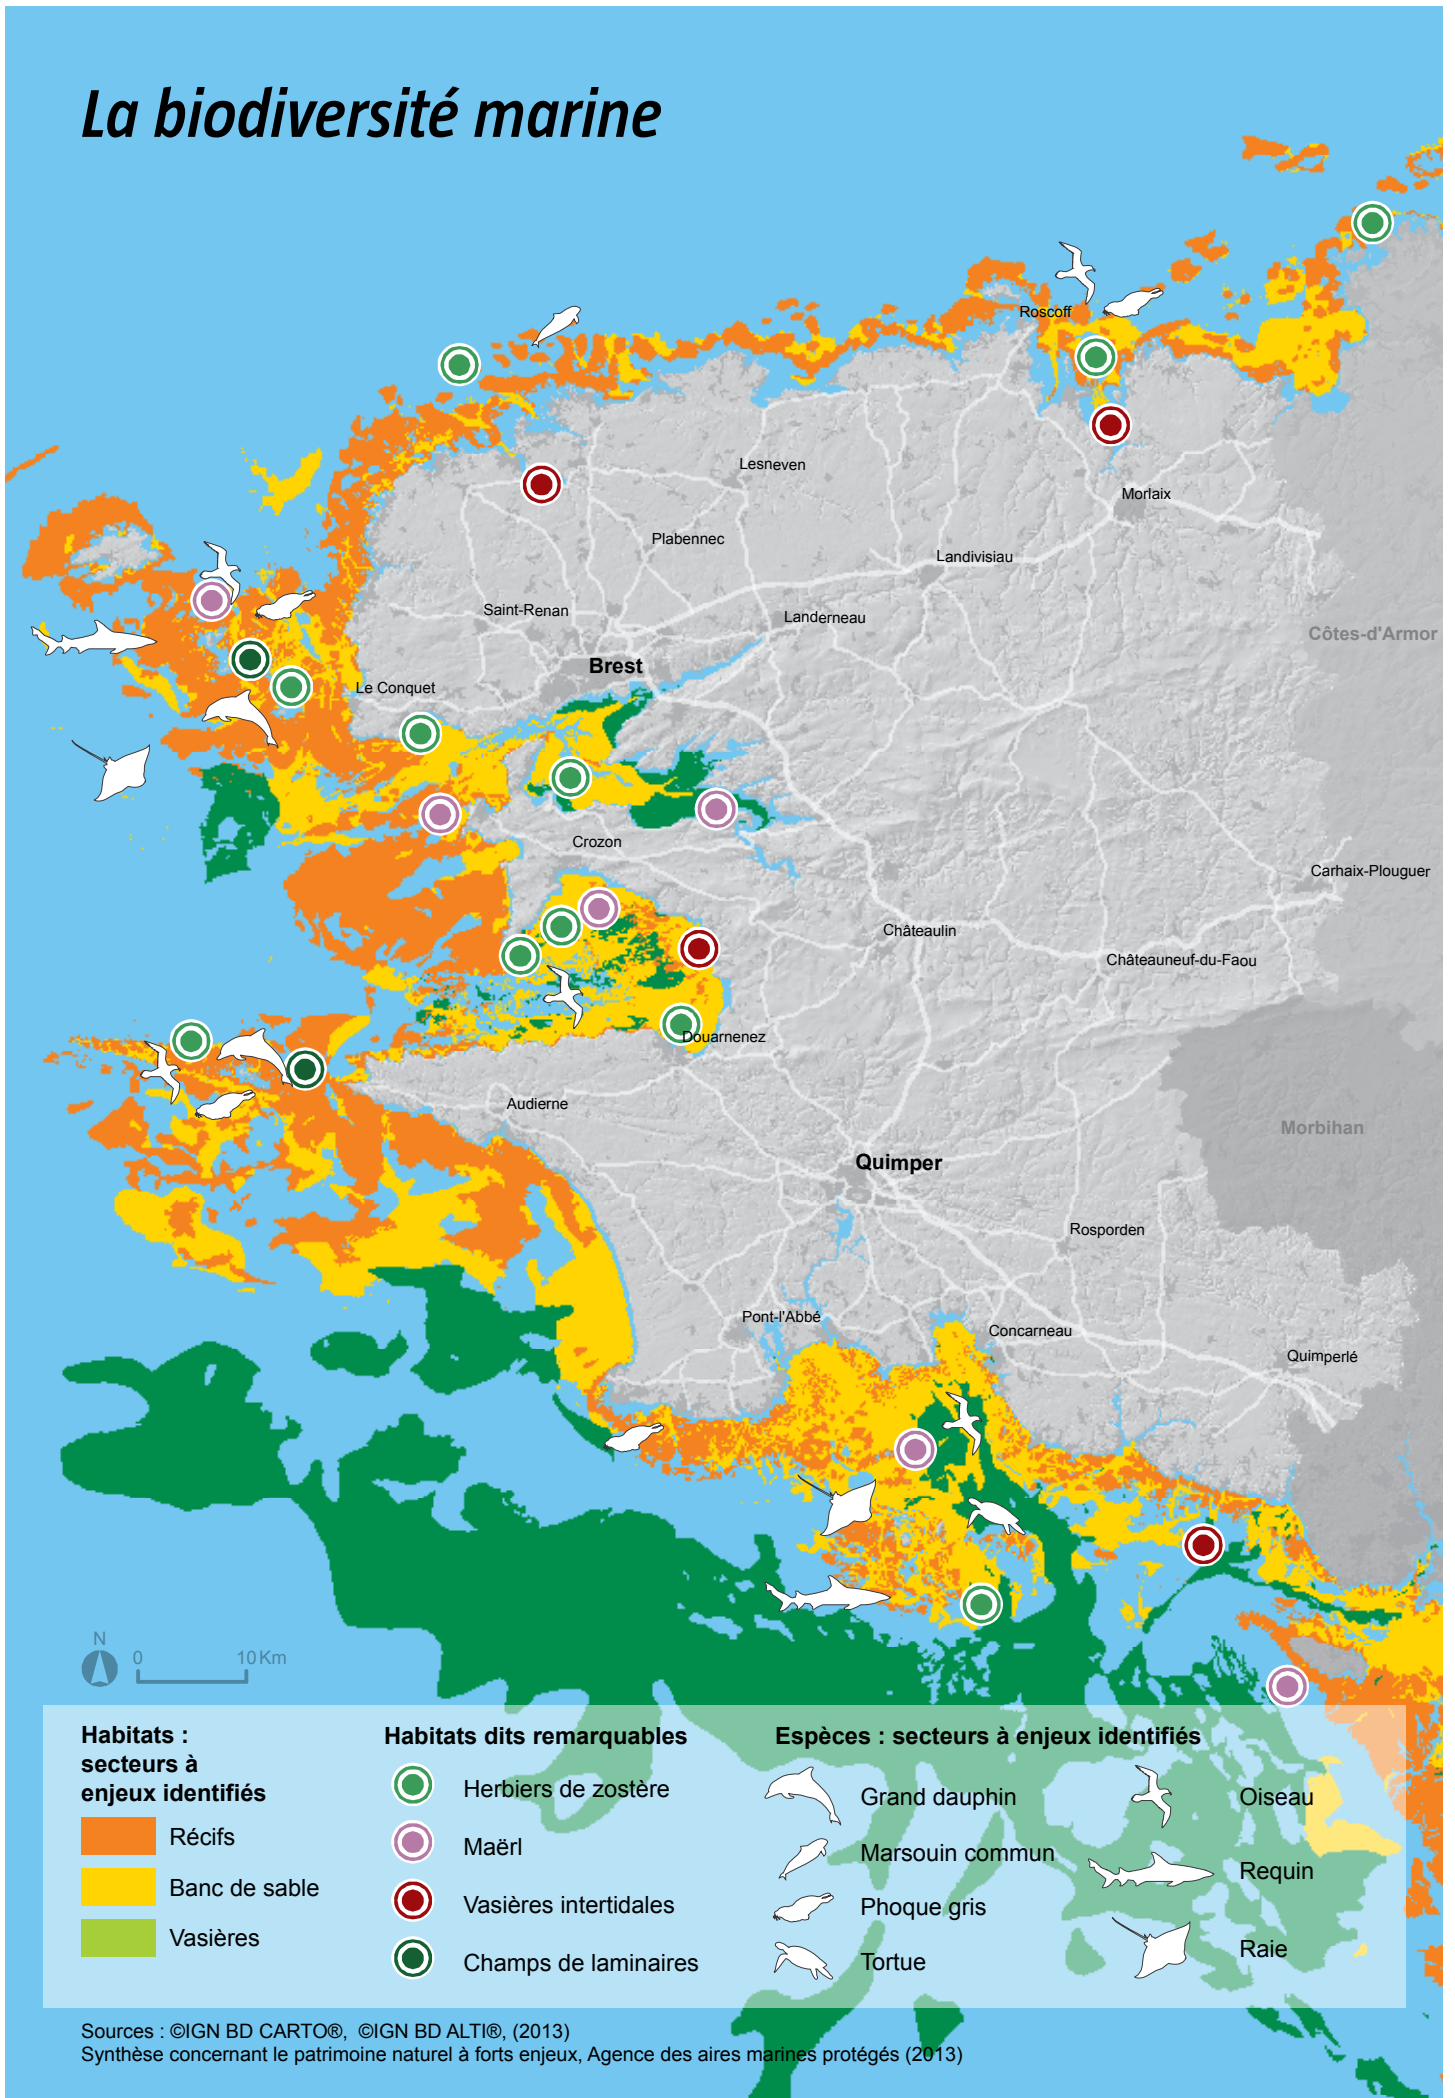 La biodiversité marine
Roscoff
Lesneven
Morlaix
Plabennec
Landivisiau
Saint-Renan
Landerneau
Côtes-d'Armor
Brest
Le Conquet
Crozon
Carhaix-Plouguer
Châteaulin
Châteauneuf-du-Faou
Douarnenez
Audierne
Morbihan
Quimper
Rosporden
Pont-l'Abbé
Concarneau
Quimperlé
N
0 10 Km
Habitats :
secteurs à
enjeux identifiés
Récifs
Banc de sable
Vasières
Habitats dits remarquables
Herbiers de zostère
Maërl
Vasières intertidales
Champs de laminaires
Espèces : secteurs à enjeux identifiés
Grand dauphin
Marsouin commun
Phoque gris
Tortue
Oiseau
Requin
Raie
Sources : ©IGN BD CARTO®, ©IGN BD ALTI®, (2013)
Synthèse concernant le patrimoine naturel à forts enjeux, Agence des aires marines protégés (2013)